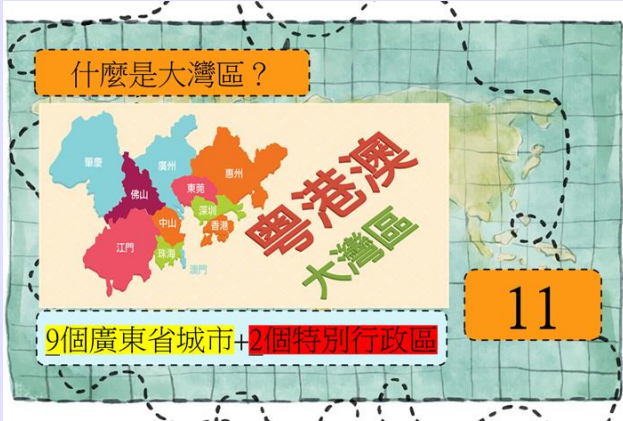 什麼是大灣區？
肇慶
廣州
惠州
佛山
東莞
深圳
中山
香港
江門
珠海
澳門
粵港澳
大灣區
9個廣東省城市+2個特別行政區
11